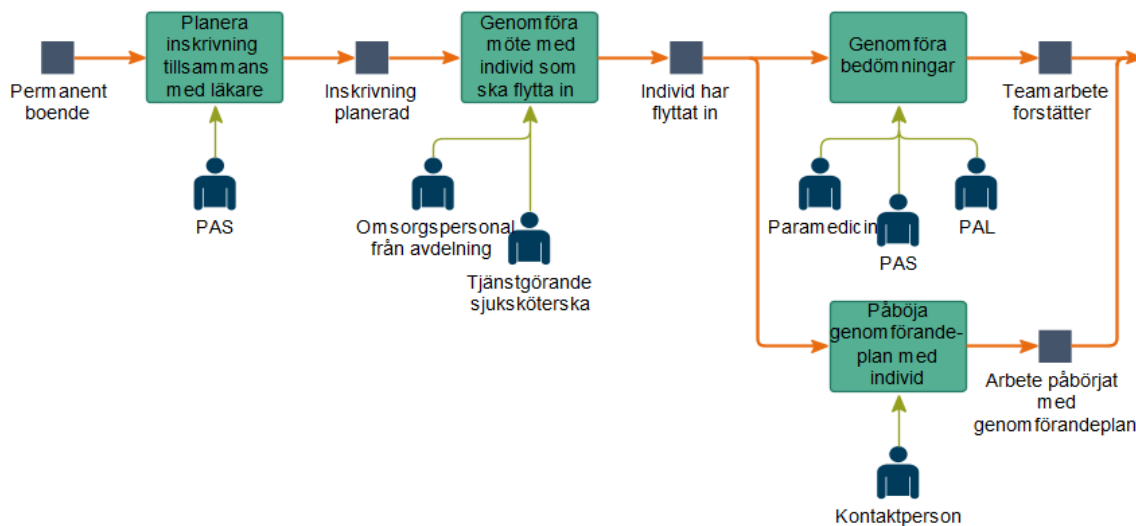 Planera
inskrivning
tillsammans
med läkare
Genomföra
möte med
individ som
ska flytta in
Genomföra
bedömningar
Permanent
boende
Inskrivning
planerad
Individ har
flyttat in
Teamarbete
forstätter
PAS
Omsorgspersonal
från avdelning
Tjänstgörande
sjuksköterska
Paramedicin
PAS
PAL
Påböja
genomförande-
plan med
individ
Arbete påbörjat
med
genomförandeplan
Kontaktperson